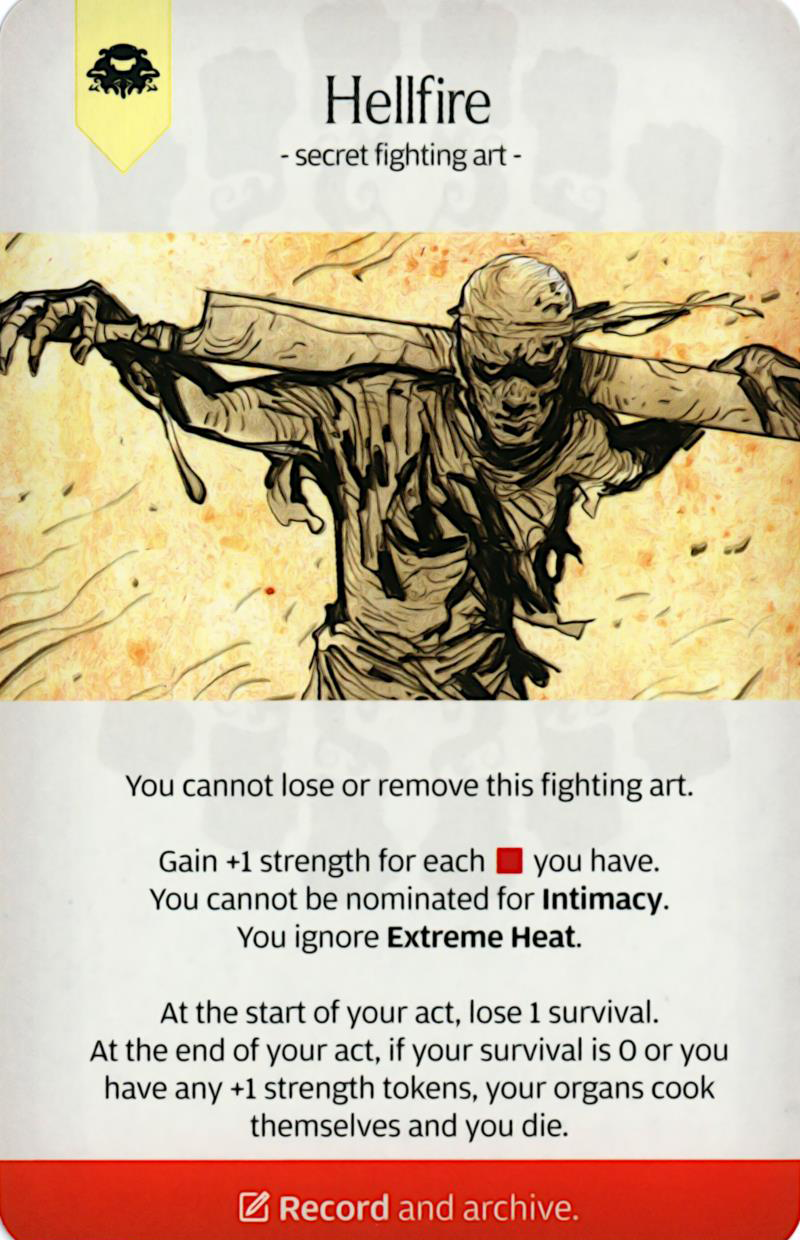 Hellfire
- secret fighting art -
You cannot lose or remove this fighting art.
Gain +1 strength for each you have.
You cannot be nominated for Intimacy.
You ignore Extreme Heat.
At the start of your act, lose 1 survival.
At the end of your act, if your survival is 0 or you
have any +1 strength tokens, your organs cook
themselves and you die.
Record and archive.